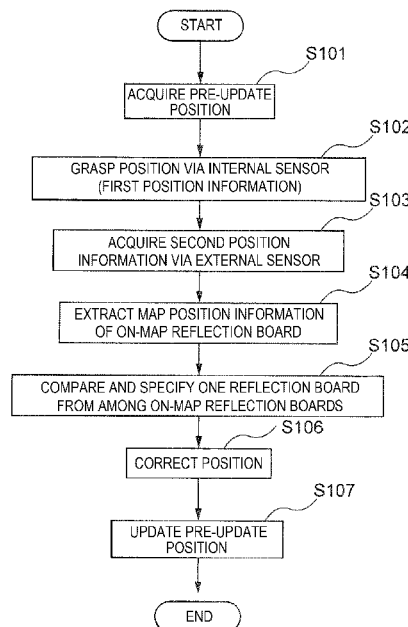 START
S101
ACQUIRE PRE-UPDATE
POSITION
S102
GRASP POSITION VIA INTERNAL SENSOR
(FIRST POSITION INFORMATION)
S103
ACQUIRE SECOND POSITION
INFORMATION VIA EXTERNAL SENSOR
S104
EXTRACT MAP POSITION INFORMATION
OF ON-MAP REFLECTION BOARD
S105
COMPARE AND SPECIFY ONE REFLECTION BOARD
FROM AMONG ON-MAP REFLECTION BOARDS
S106
CORRECT POSITION
S107
UPDATE PRE-UPDATE
POSITION
END